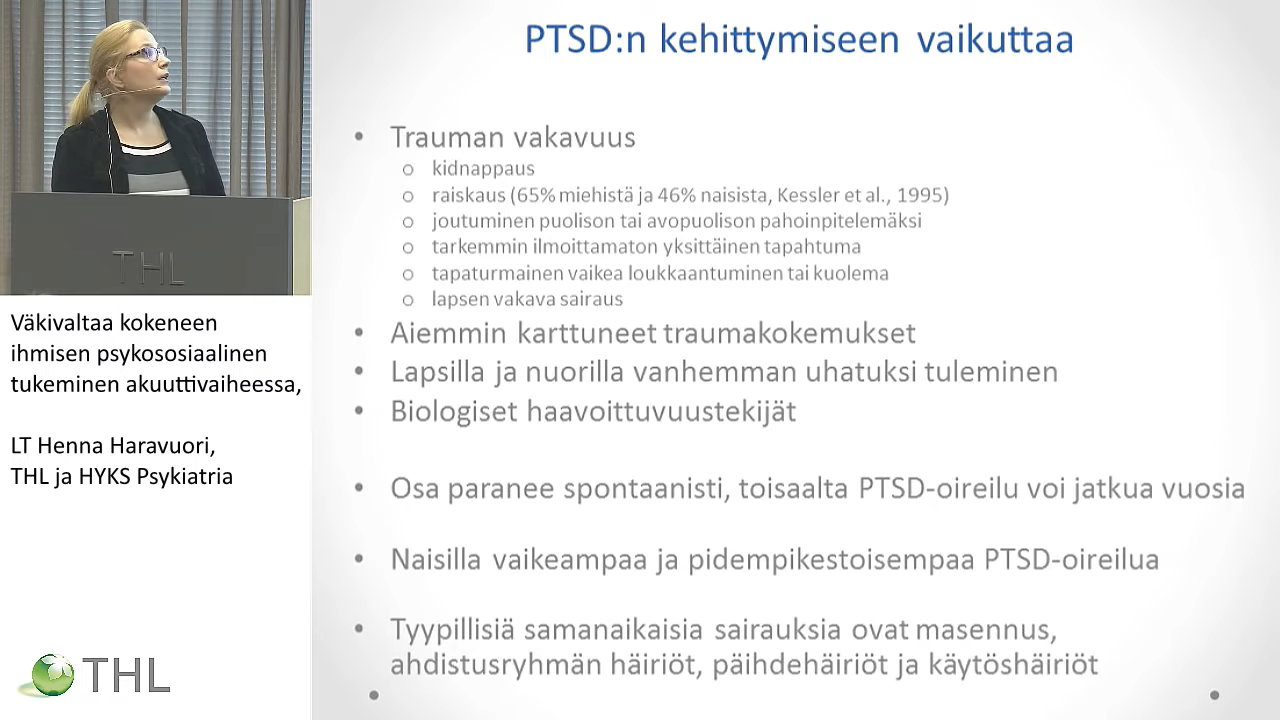 PTSD:n kehittymiseen vaikuttaa
• Trauman vakavuus
o kidnappaus
o raiskaus (65% miehistä ja 46% naisista, Kessler et al., 1995)
o joutuminen puolison tai avopuolison pahoinpitelemäksi
o tarkemmin ilmoittamaton yksittäinen tapahtuma
o tapaturmainen vaikea loukkaantuminen tai kuolema
o lapsen vakava sairaus
• Aiemmin karttuneet traumakokemukset
• Lapsilla ja nuorilla vanhemman uhatuksi tuleminen
• Biologiset haavoittuvuustekijät
• Osa paranee spontaanisti, toisaalta PTSD-oireilu voi jatkua vuosia
• Naisilla vaikeampaa ja pidempikestoisempaa PTSD-oireilua
• Tyypillisiä samanaikaisia sairauksia ovat masennus,
ahdistusryhmän häiriöt, päihdehäiriöt ja käytöshäiriöt
THL
Väkivaltaa kokeneen
ihmisen psykososiaalinen
tukeminen akuuttivaiheessa,
LT Henna Haravuori,
THL ja HYKS Psykiatria
THL